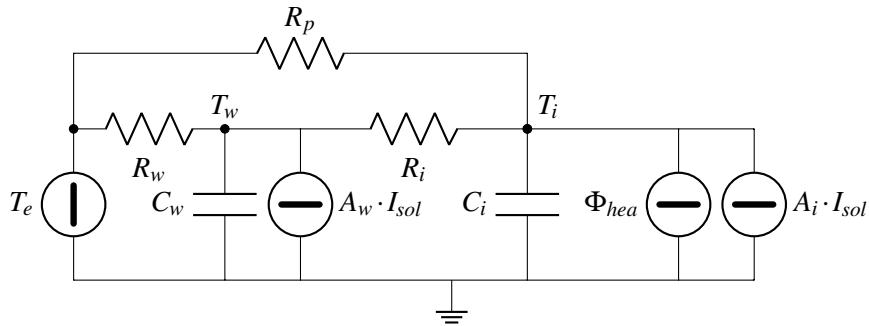 R_p
T_w
T_i
R_w
R_i
T_e
C_w
A_w · I_sol
C_i
Φ_hea
A_i · I_sol